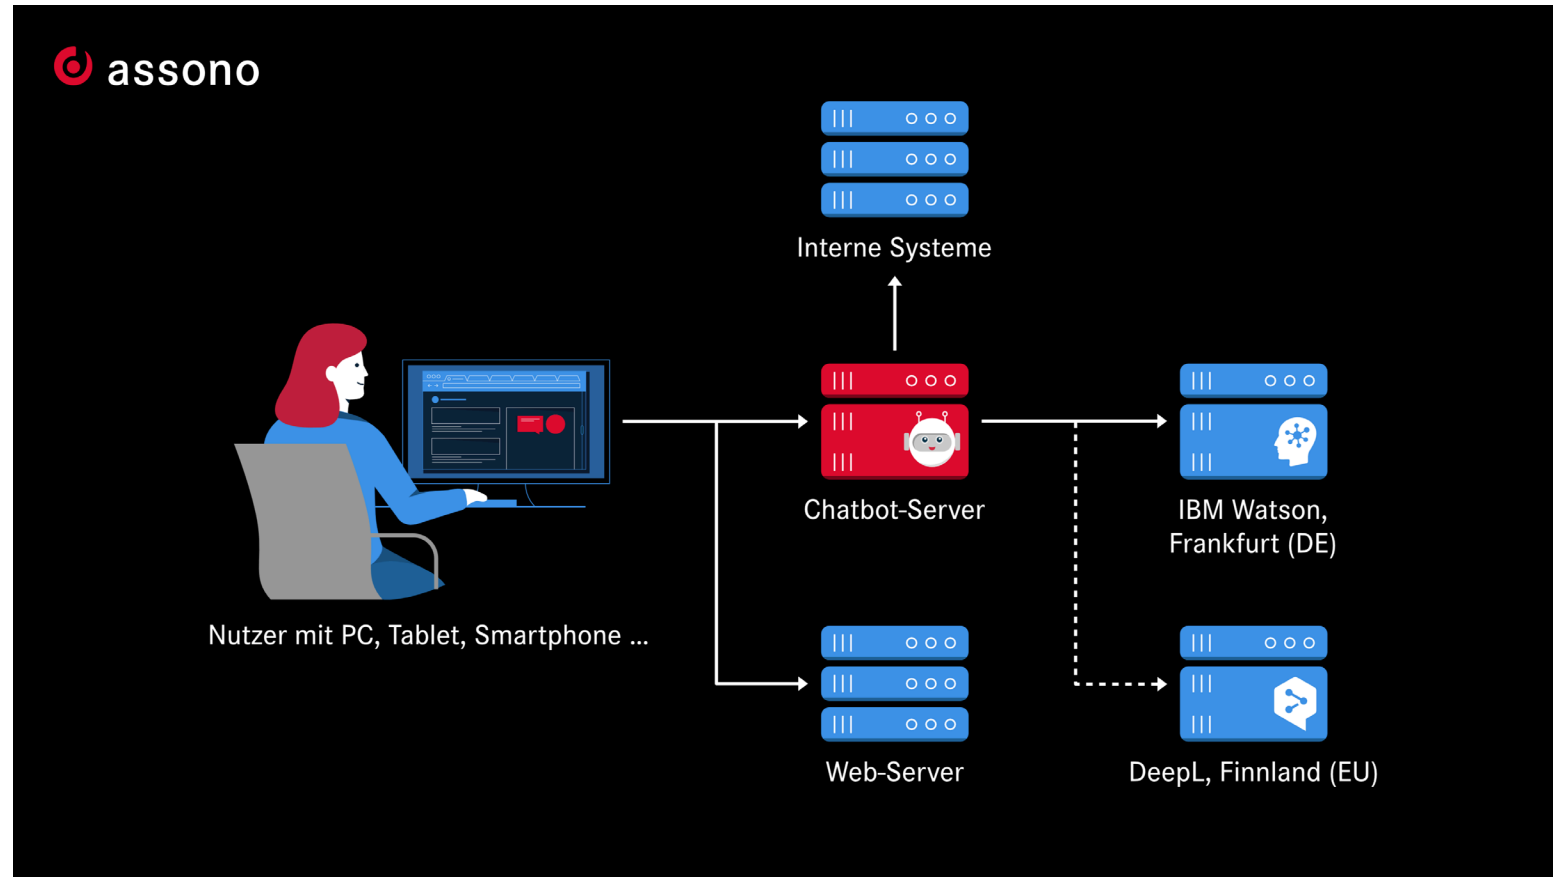 assono
Interne Systeme
Chatbot-Server
IBM Watson,
Frankfurt (DE)
Nutzer mit PC, Tablet, Smartphone ...
Web-Server
DeepL, Finnland (EU)